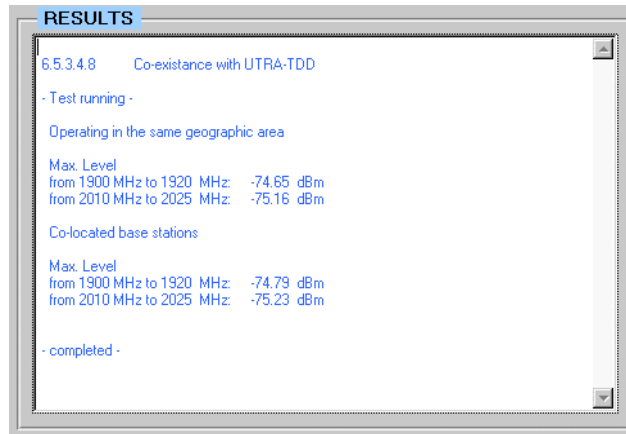 RESULTS
6.5.3.4.8 Co-existance with UTRA-TDD
- Test running -
Operating in the same geographic area
Max. Level
from 1900 MHz to 1920 MHz: -74.65 dBm
from 2010 MHz to 2025 MHz: -75.16 dBm
Co-located base stations
Max. Level
from 1900 MHz to 1920 MHz: -74.79 dBm
from 2010 MHz to 2025 MHz: -75.23 dBm
- completed -